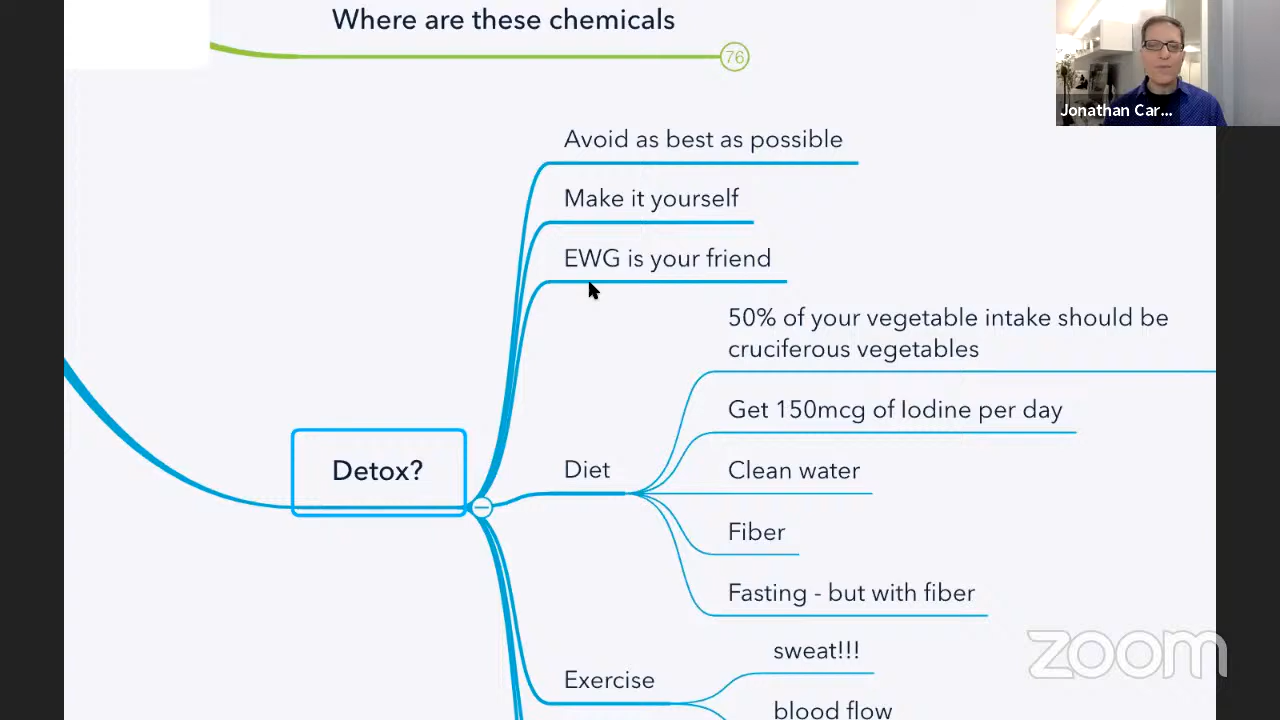 Where are these chemicals
76
Jonathan Car...
Avoid as best as possible
Make it yourself
EWG is your friend
50% of your vegetable intake should be
cruciferous vegetables
Get 150mcg of Iodine per day
Detox?
Diet
Clean water
Fiber
Fasting - but with fiber
sweat!!!
Exercise
blood flow
zoom